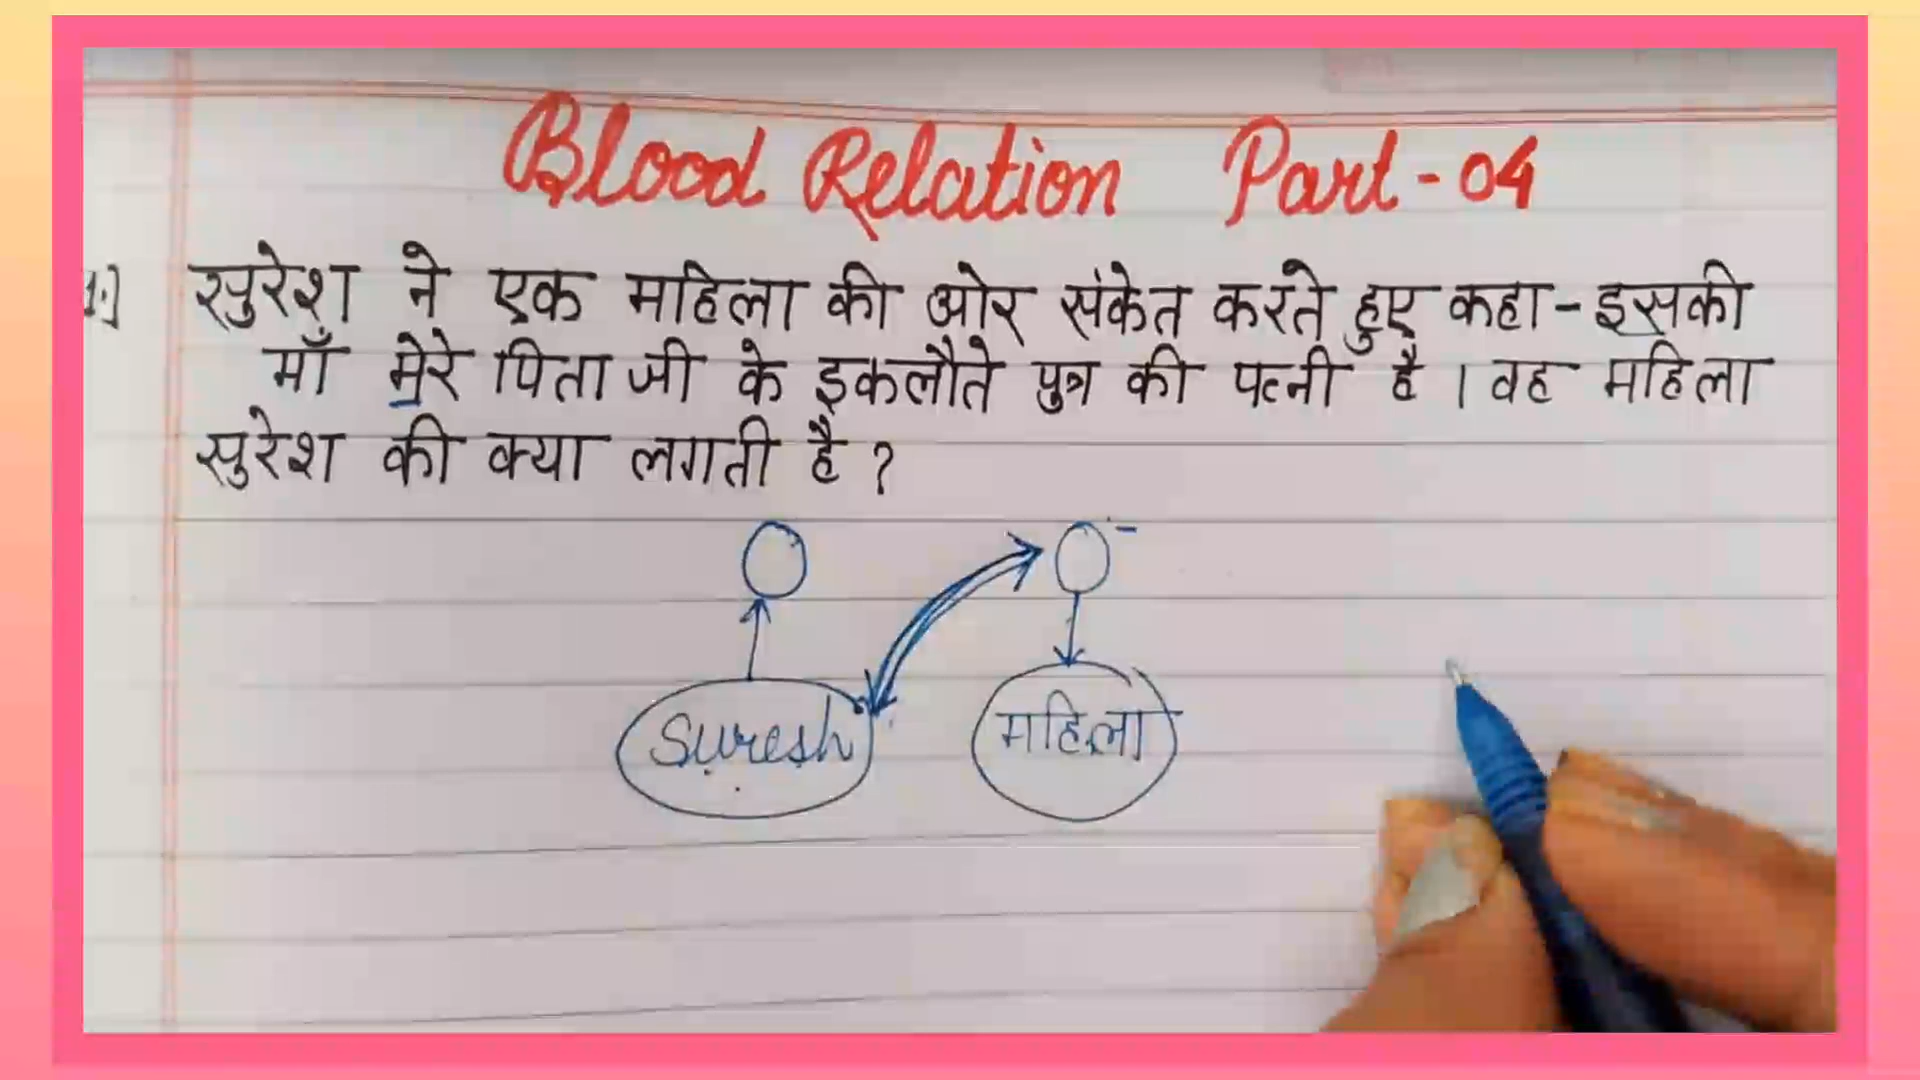 Blood Relation Part-04
1.] सुरेश ने एक महिला की ओर संकेत करते हुए कहा-इसकी
माँ मेरे पिता जी के इकलौते पुत्र की पत्नी है। वह महिला
सुरेश की क्या लगती है?
-
Suresh महिला